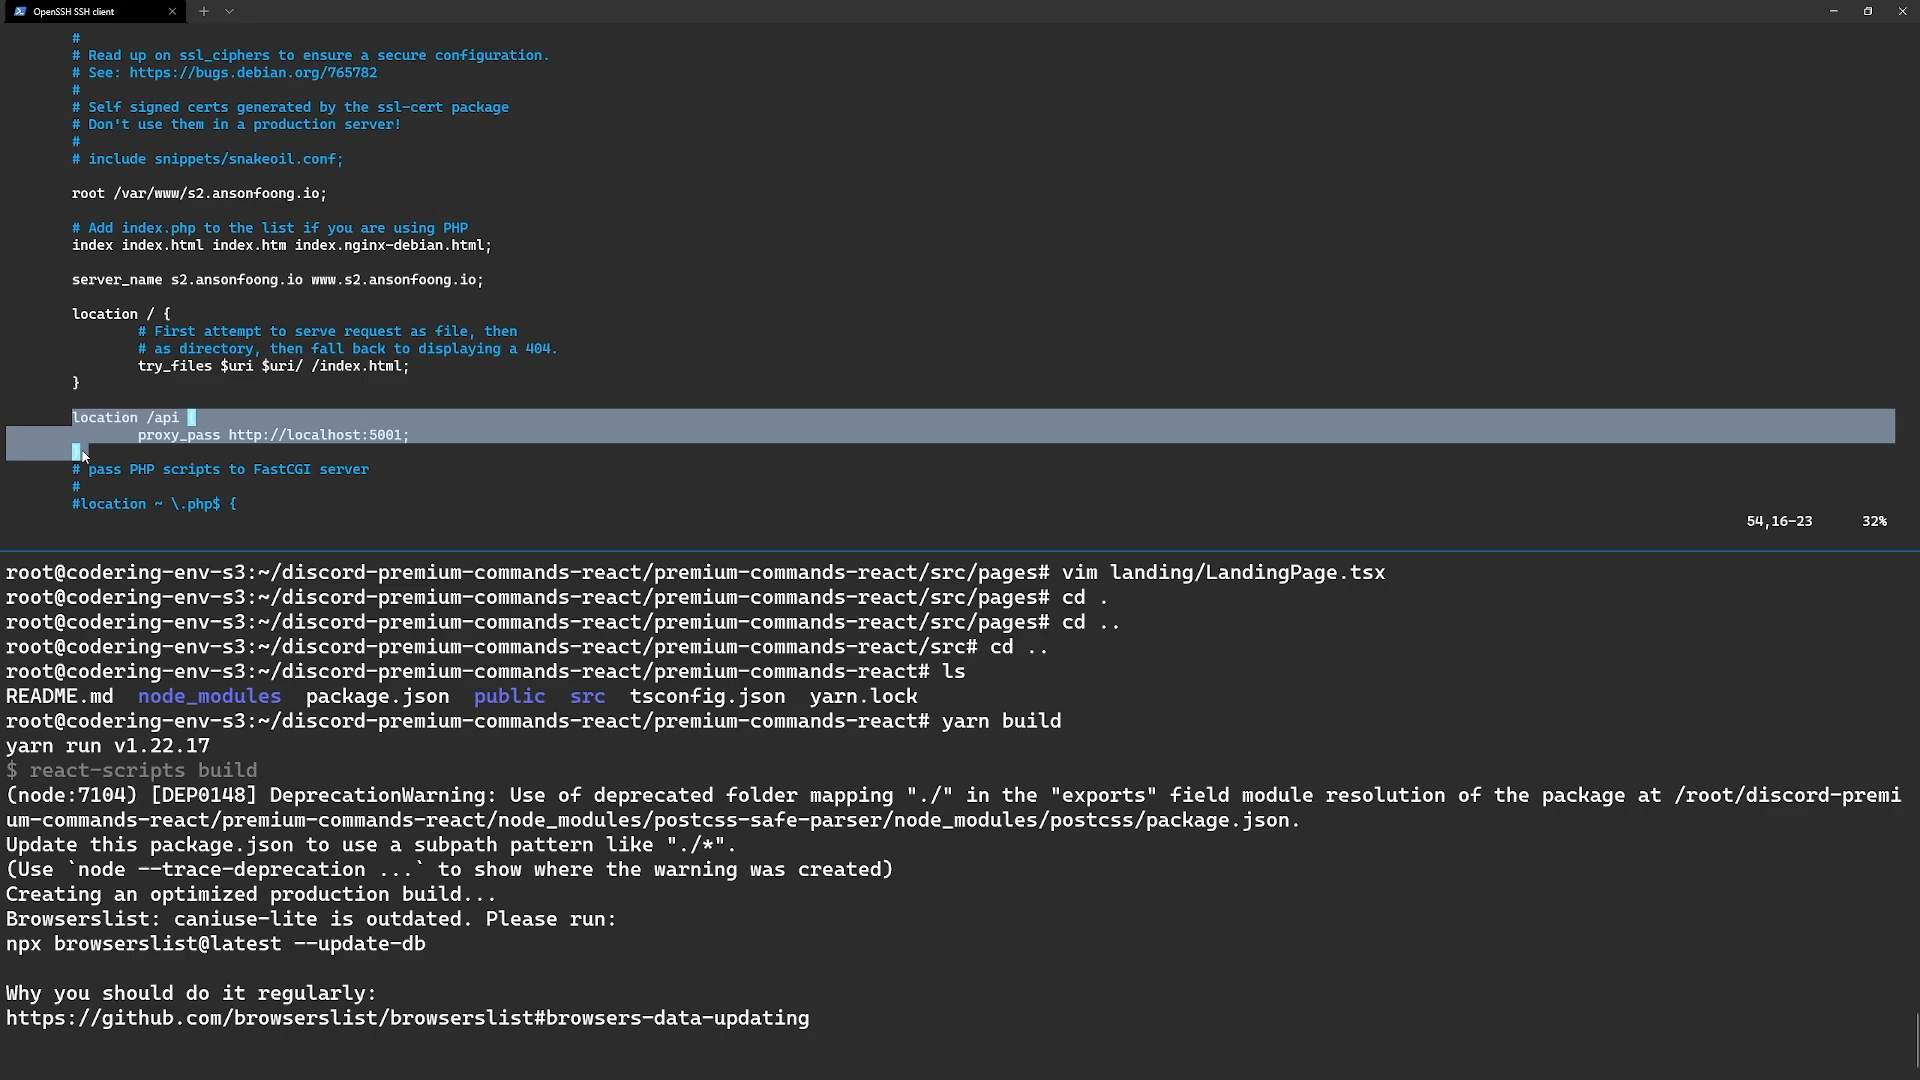 OpenSSH SSH client
#
# Read up on ssl_ciphers to ensure a secure configuration.
# See: https://bugs.debian.org/765782
#
# Self signed certs generated by the ssl-cert package
# Don't use them in a production server!
#
# include snippets/snakeoil.conf;
root /var/www/s2.ansonfoong.io;
# Add index.php to the list if you are using PHP
index index.html index.htm index.nginx-debian.html;
server_name s2.ansonfoong.io www.s2.ansonfoong.io;
location / {
# First attempt to serve request as file, then
# as directory, then fall back to displaying a 404.
try_files $uri $uri/ /index.html;
}
location /api {
proxy_pass http://localhost:5001;
}
# pass PHP scripts to FastCGI server
#
#location ~ \.php$ {
54,16-23 32%
root@codering-env-s3:~/discord-premium-commands-react/premium-commands-react/src/pages# vim landing/LandingPage.tsx
root@codering-env-s3:~/discord-premium-commands-react/premium-commands-react/src/pages# cd .
root@codering-env-s3:~/discord-premium-commands-react/premium-commands-react/src/pages# cd ..
root@codering-env-s3:~/discord-premium-commands-react/premium-commands-react/src# cd ..
root@codering-env-s3:~/discord-premium-commands-react/premium-commands-react# ls
README.md node_modules package.json public src tsconfig.json yarn.lock
root@codering-env-s3:~/discord-premium-commands-react/premium-commands-react# yarn build
yarn run v1.22.17
$ react-scripts build
(node:7104) [DEP0148] DeprecationWarning: Use of deprecated folder mapping "./" in the "exports" field module resolution of the package at /root/discord-premi
um-commands-react/premium-commands-react/node_modules/postcss-safe-parser/node_modules/postcss/package.json.
Update this package.json to use a subpath pattern like "./*".
(Use `node --trace-deprecation ...` to show where the warning was created)
Creating an optimized production build...
Browserslist: caniuse-lite is outdated. Please run:
npx browserslist@latest --update-db
Why you should do it regularly:
https://github.com/browserslist/browserslist#browsers-data-updating